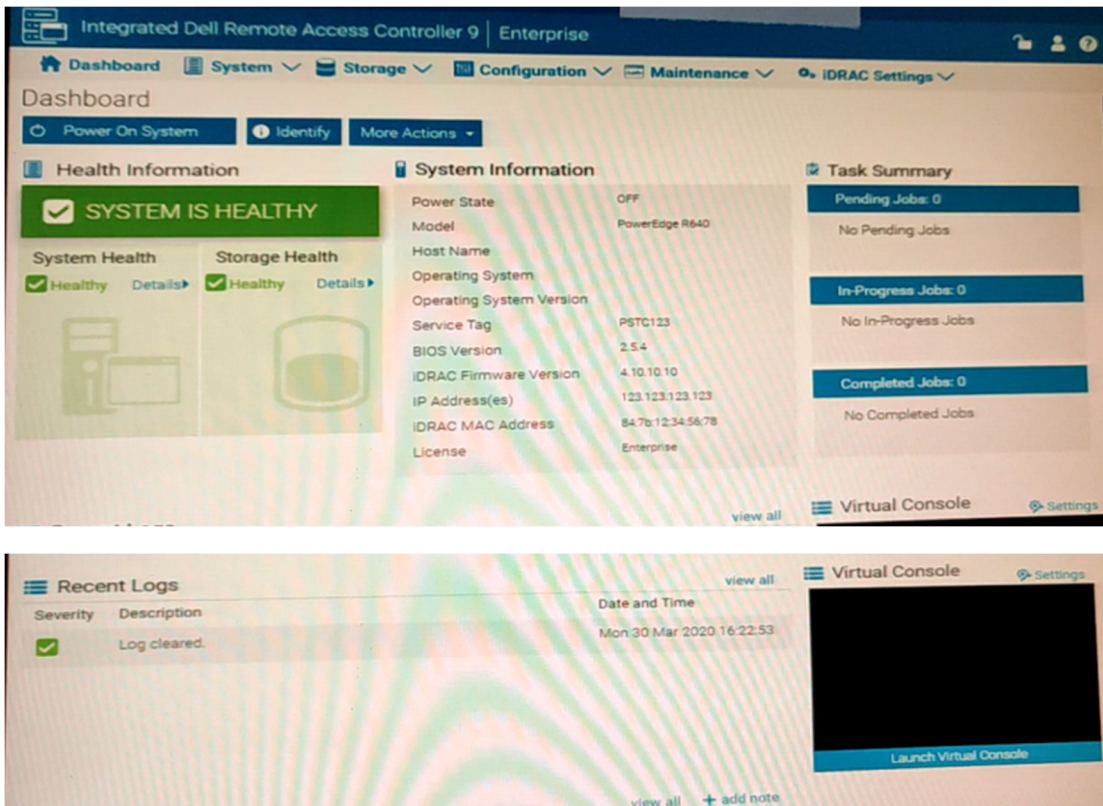 Integrated Dell Remote Access Controller 9 | Enterprise
Dashboard System Storage Configuration Maintenance iDRAC Settings
Dashboard
Power On System Identify More Actions
Health Information
SYSTEM IS HEALTHY
System Health Storage Health
Healthy Details Healthy Details
System Information
Power State OFF
Model PowerEdge R640
Host Name
Operating System
Operating System Version
Service Tag PSTC123
BIOS Version 2.5.4
iDRAC Firmware Version 4.10.10.10
IP Address(es) 123.123.123.123
iDRAC MAC Address 84:7b:12:34:56:78
License Enterprise
Task Summary
Pending Jobs: 0
No Pending Jobs
In-Progress Jobs: 0
No In-Progress Jobs
Completed Jobs: 0
No Completed Jobs
view all
Virtual Console Settings
Recent Logs view all
Severity Description Date and Time
Log cleared. Mon 30 Mar 2020 16:22:53
Virtual Console Settings
Launch Virtual Console
view all + add note